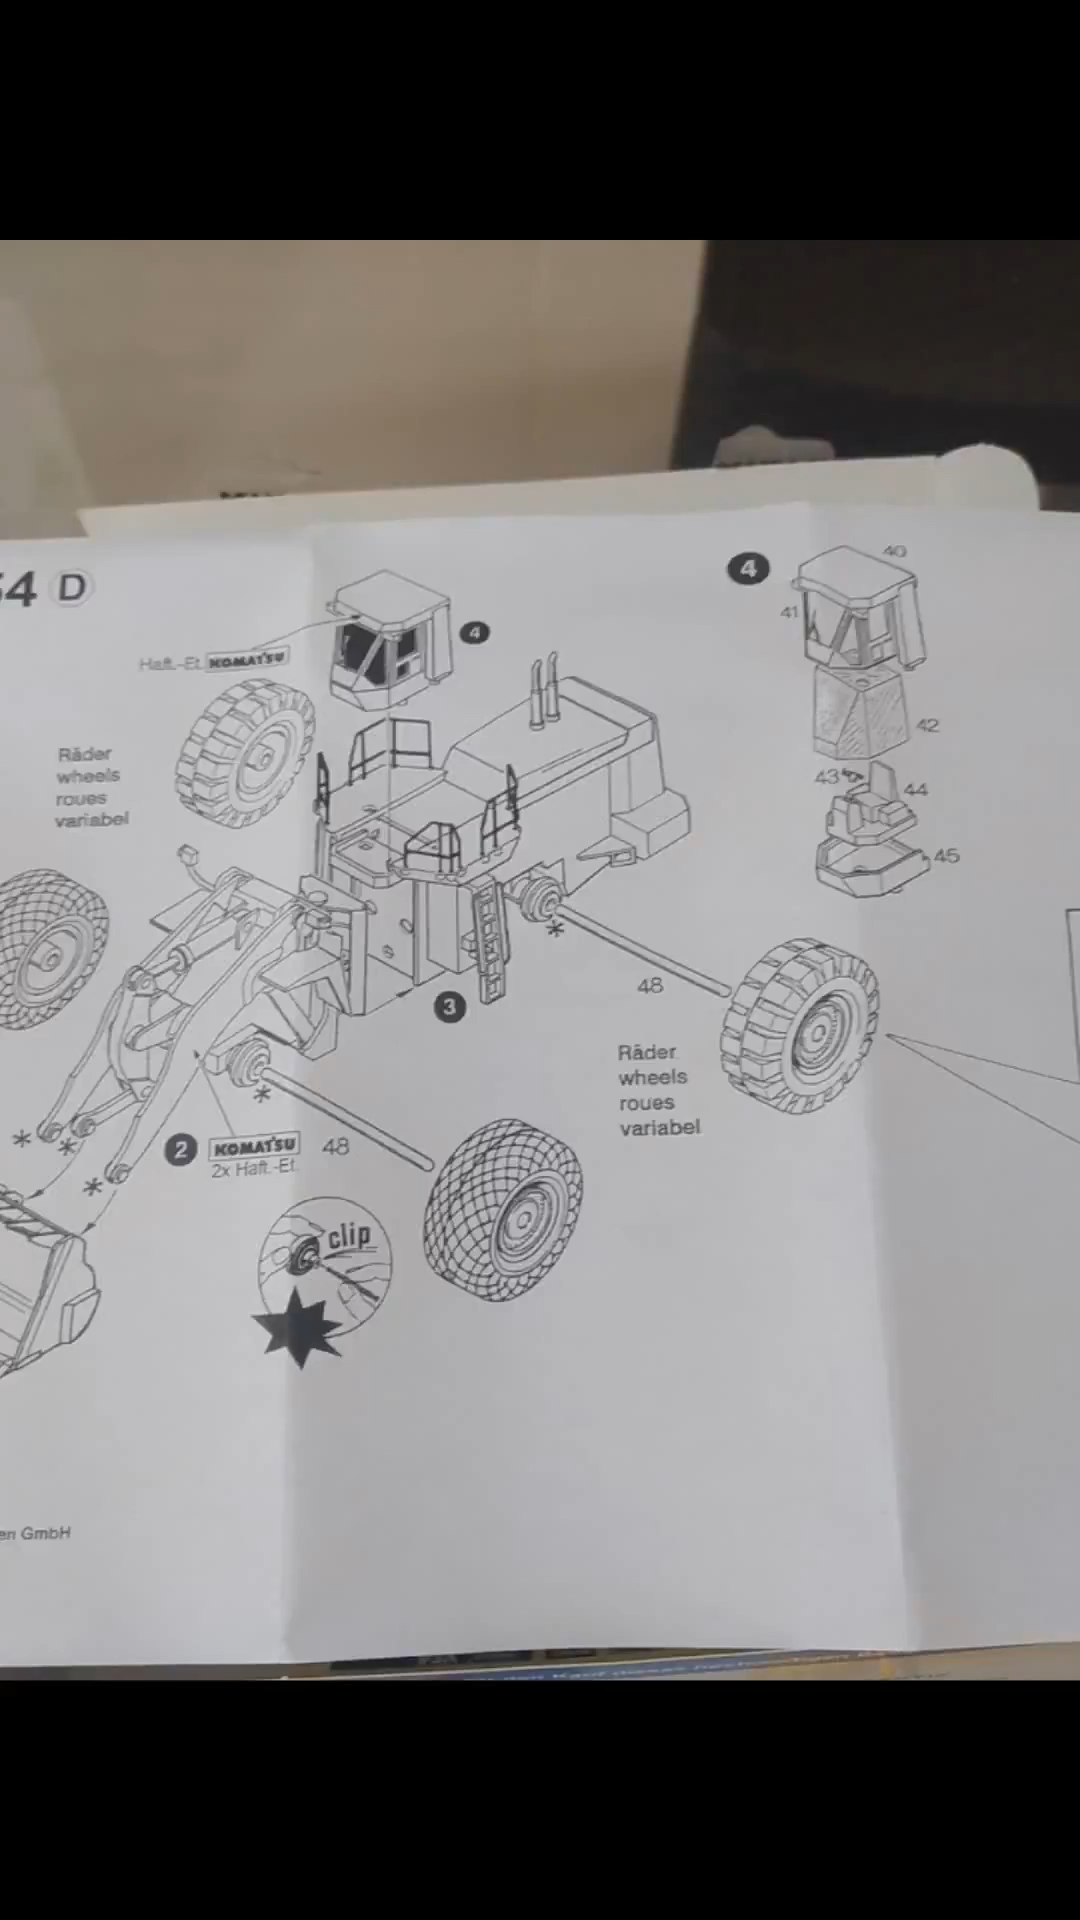 54 D
4
40
41
Haft.-Et. KOMATSU
4
42
Räder
wheels
roues
variabel
43
44
45
*
48
3
Räder
wheels
roues
variabel
*
*
*
2 KOMATSU 48
2x Haft.-Et.
*
clip
en GmbH